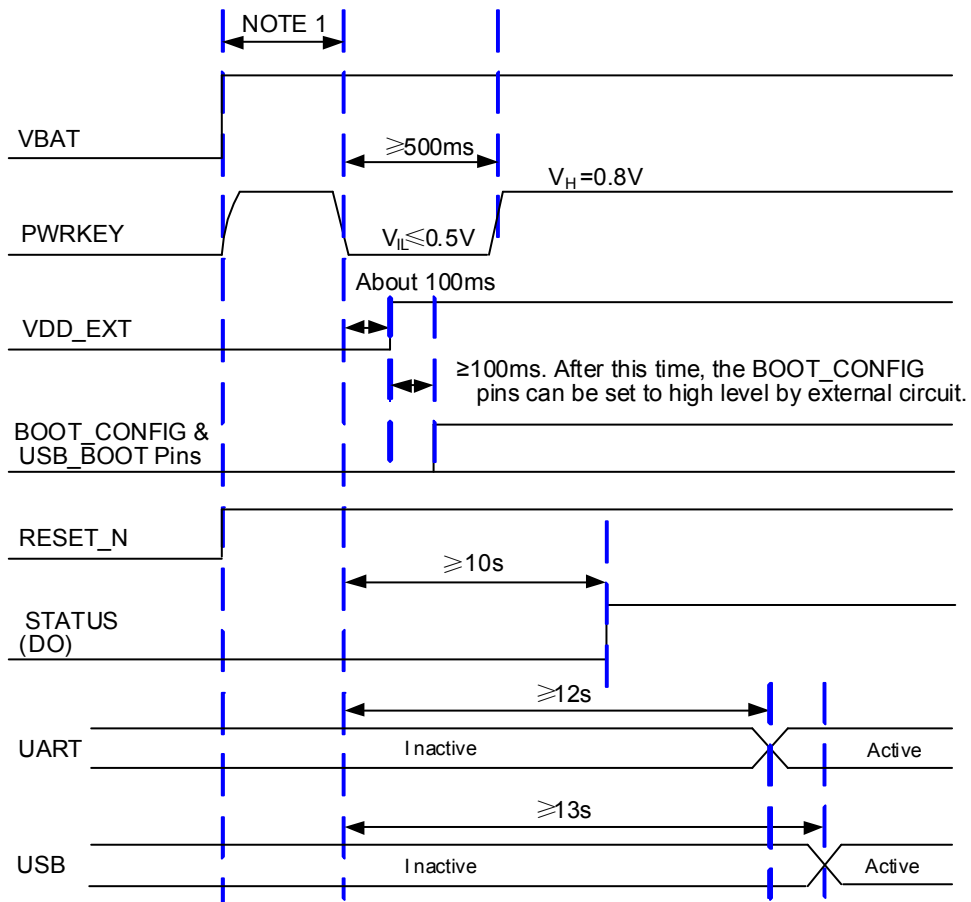 NOTE 1
VBAT
≥500ms
V_H=0.8V
PWRKEY
V_IL≤0.5V
About 100ms
VDD_EXT
≥100ms. After this time, the BOOT_CONFIG
pins can be set to high level by external circuit.
BOOT_CONFIG &
USB_BOOT Pins
RESET_N
≥10s
STATUS
(DO)
≥12s
UART
Inactive
Active
≥13s
USB
Inactive
Active